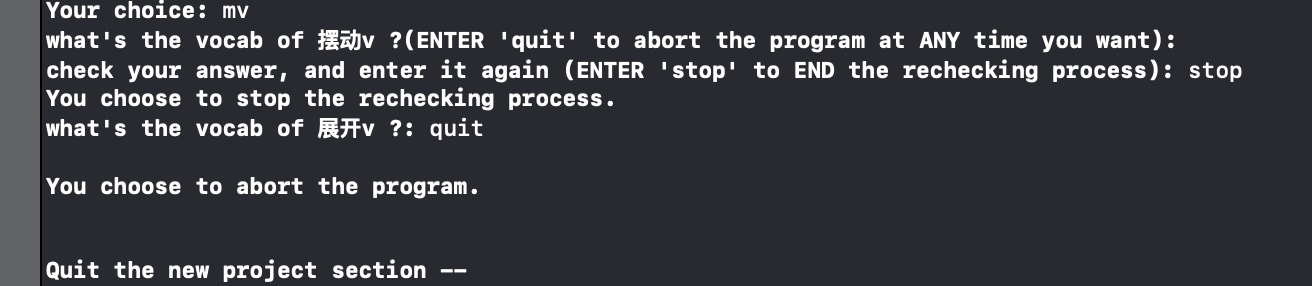 Your choice: mv
what's the vocab of 摆动v ?(ENTER 'quit' to abort the program at ANY time you want):
check your answer, and enter it again (ENTER 'stop' to END the rechecking process): stop
You choose to stop the rechecking process.
what's the vocab of 展开v ?: quit
You choose to abort the program.
Quit the new project section --